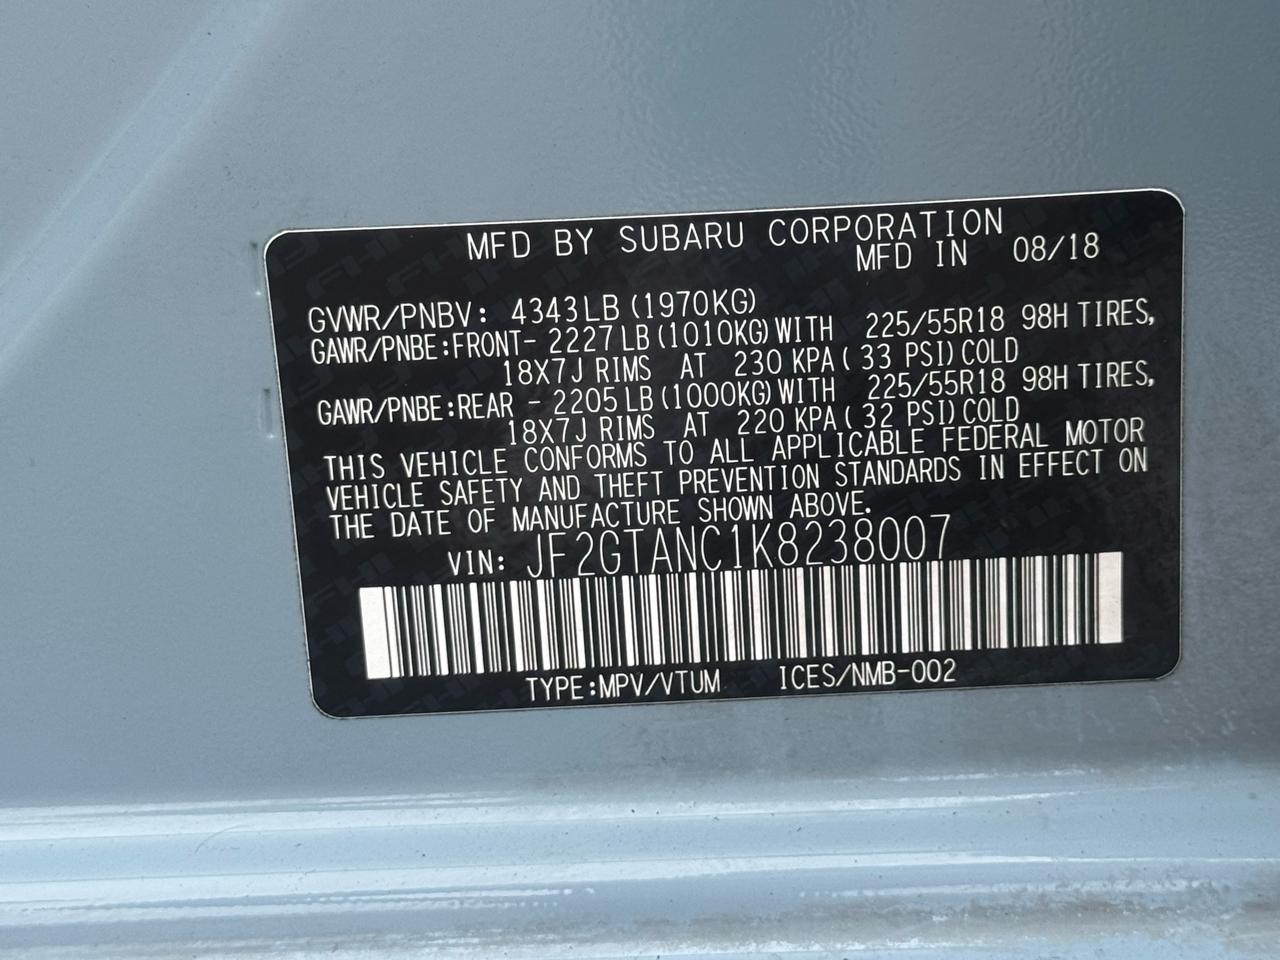 MFD BY SUBARU CORPORATION
MFD IN 08/18
GVWR/PNBV: 4343LB (1970KG)
GAWR/PNBE:FRONT- 2227LB (1010KG) WITH 225/55R18 98H TIRES,
18X7J RIMS AT 230 KPA( 33 PSI) COLD
GAWR/PNBE:REAR - 2205LB (1000KG) WITH 225/55R18 98H TIRES,
18X7J RIMS AT 220 KPA( 32 PSI) COLD
THIS VEHICLE CONFORMS TO ALL APPLICABLE FEDERAL MOTOR
VEHICLE SAFETY AND THEFT PREVENTION STANDARDS IN EFFECT ON
THE DATE OF MANUFACTURE SHOWN ABOVE.
VIN: JF2GTANC1K8238007
TYPE:MPV/VTUM ICES/NMB-002